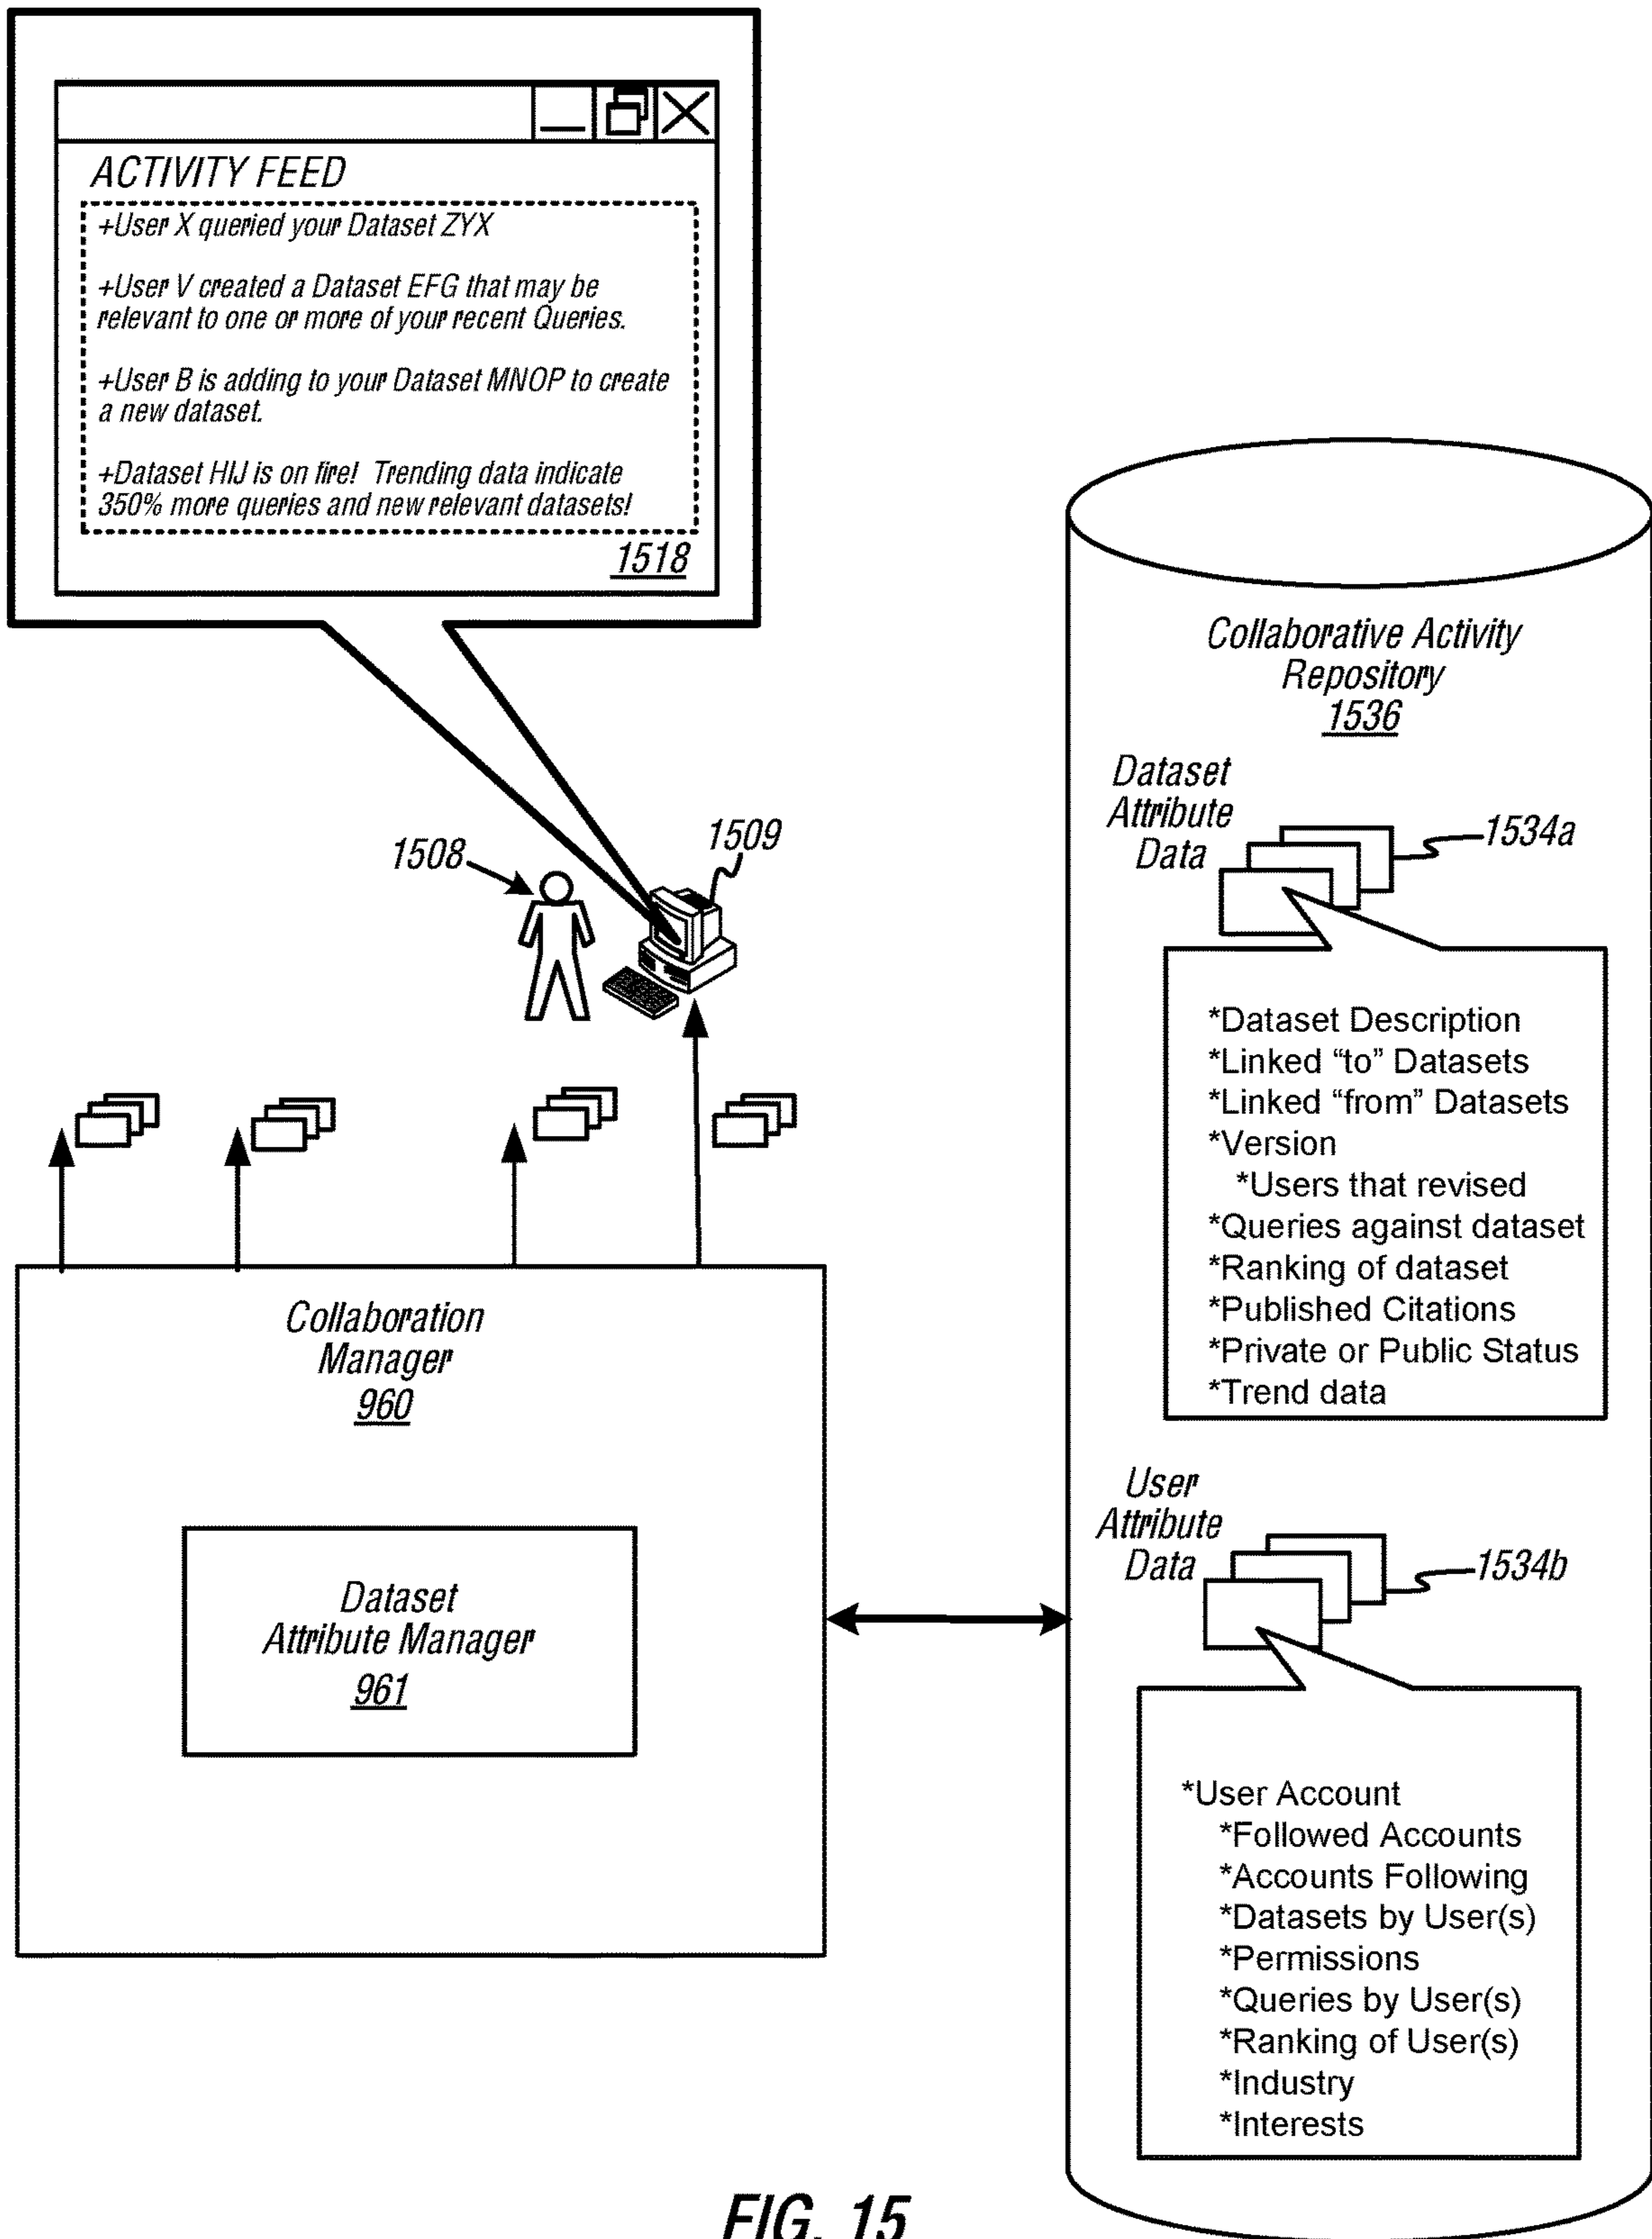 ACTIVITY FEED
+User X queried your Dataset ZYX
+User V created a Dataset EFG that may be
relevant to one or more of your recent Queries.
+User B is adding to your Dataset MNOP to create
a new dataset.
+Dataset HIJ is on fire! Trending data indicate
350% more queries and new relevant datasets!
1518
1508
1509
Collaboration
Manager
960
Dataset
Attribute Manager
961
Collaborative Activity
Repository
1536
Dataset
Attribute
Data
1534a
*Dataset Description
*Linked “to” Datasets
*Linked “from” Datasets
*Version
*Users that revised
*Queries against dataset
*Ranking of dataset
*Published Citations
*Private or Public Status
*Trend data
User
Attribute
Data
1534b
*User Account
*Followed Accounts
*Accounts Following
*Datasets by User(s)
*Permissions
*Queries by User(s)
*Ranking of User(s)
*Industry
*Interests
FIG. 15